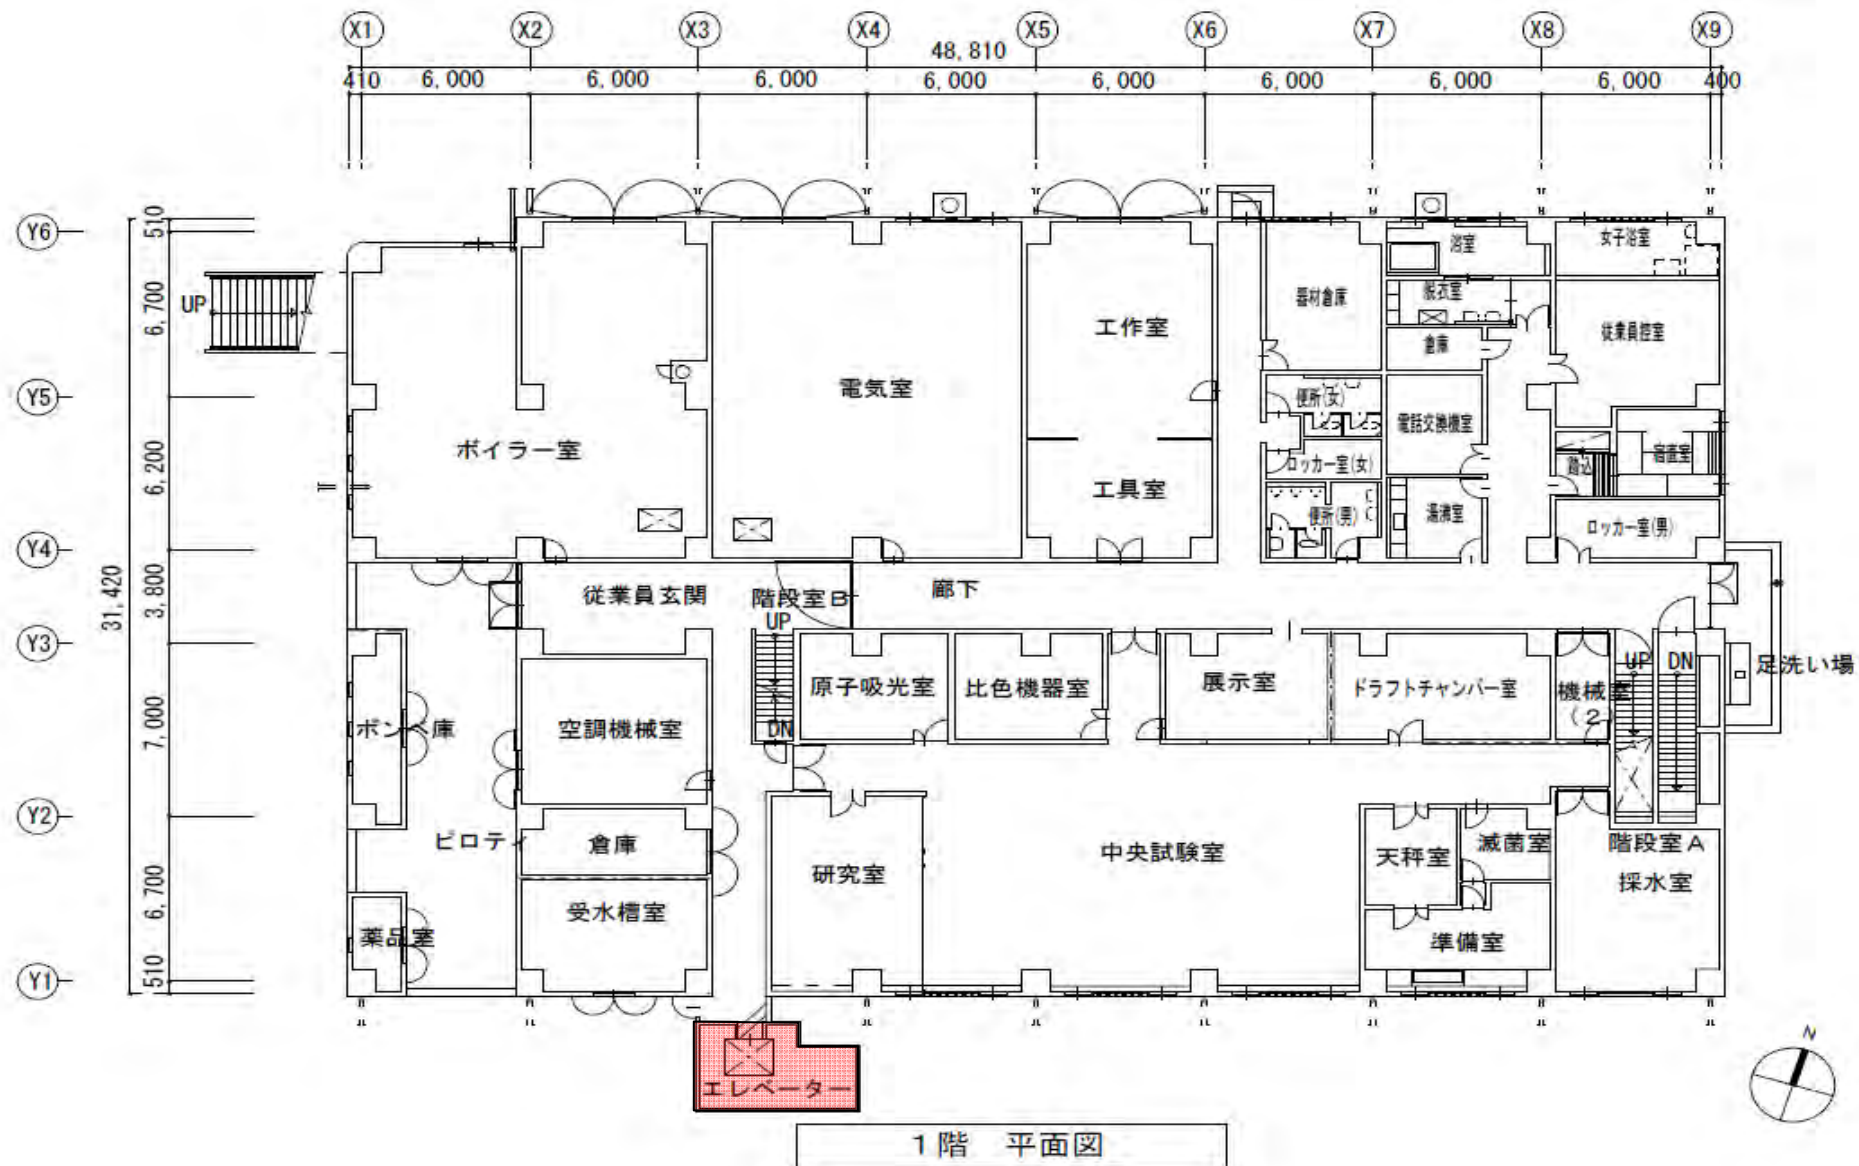 X1 X2 X3 X4 X5 X6 X7 X8 X9
48,810
410 6,000 6,000 6,000 6,000 6,000 6,000 6,000 6,000 400
Y6
510
女子浴室
浴室
UP
6,700
脱衣室
器材倉庫
工作室
従業員控室
倉庫
電気室
Y5
便所(女)
電話交換機室
ボイラー室
6,200
宿直室
踏込
ロッカー室(女)
工具室
湯沸室
便所(男)
ロッカー室(男)
Y4
31,420
3,800
従業員玄関
階段室B
廊下
UP
Y3
UP
DN
足洗い場
原子吸光室
比色機器室
展示室
ドラフトチャンバー室
機械室
(2)
7,000
ボンベ庫
空調機械室
DN
Y2
ピロティ
倉庫
研究室
中央試験室
天秤室
滅菌室
階段室A
採水室
6,700
受水槽室
薬品室
準備室
Y1
510
N
エレベーター
1階 平面図